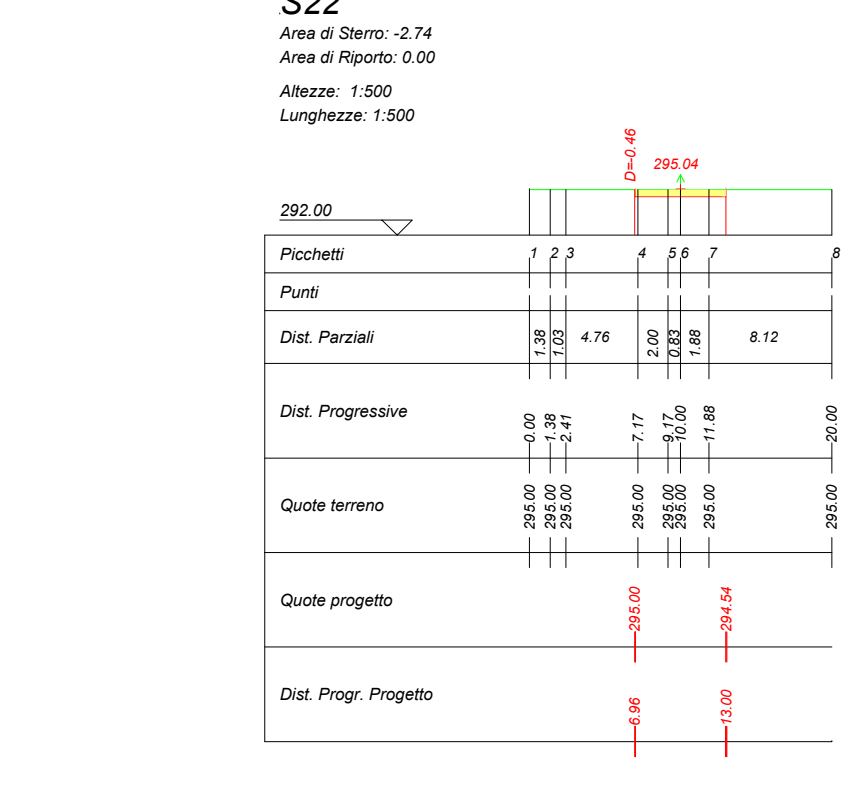 S22
Area di Sterro: -2.74
Area di Riporto: 0.00
Altezze: 1:500
Lunghezze: 1:500
D=-0.46
295.04
292.00
Picchetti 1 2 3 4 5 6 7 8
Punti
Dist. Parziali 1.38 1.03 4.76 2.00 0.83 1.88 8.12
Dist. Progressive 0.00 1.38 2.41 7.17 9.17 10.00 11.88 20.00
Quote terreno 295.00 295.00 295.00 295.00 295.00 295.00 295.00 295.00
Quote progetto 295.00 294.54
Dist. Progr. Progetto 6.96 13.00